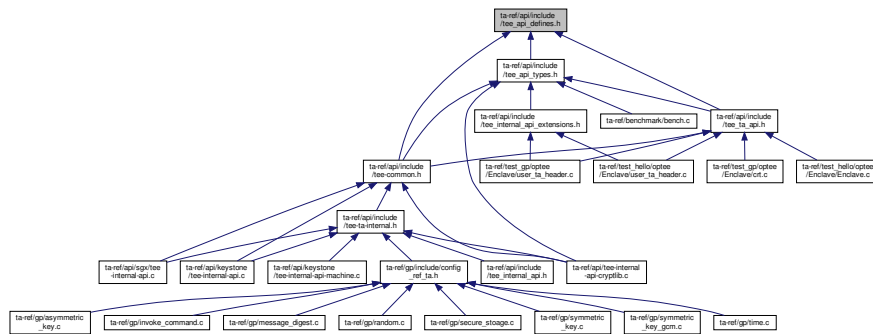 ta-ref/api/include
/tee_api_defines.h
ta-ref/api/include
/tee_api_types.h
ta-ref/api/include
/tee_internal_api_extensions.h
ta-ref/benchmark/bench.c
ta-ref/api/include
/tee_ta_api.h
ta-ref/api/include
/tee-common.h
ta-ref/test_gp/optee
/Enclave/user_ta_header.c
ta-ref/test_hello/optee
/Enclave/user_ta_header.c
ta-ref/test_gp/optee
/Enclave/crt.c
ta-ref/test_hello/optee
/Enclave/Enclave.c
ta-ref/api/include
/tee-ta-internal.h
ta-ref/api/sgx/tee
-internal-api.c
ta-ref/api/keystone
/tee-internal-api.c
ta-ref/api/keystone
/tee-internal-api-machine.c
ta-ref/gp/include/config
_ref_ta.h
ta-ref/api/include
/tee_internal_api.h
ta-ref/api/tee-internal
-api-cryptlib.c
ta-ref/gp/asymmetric
_key.c
ta-ref/gp/invoke_command.c
ta-ref/gp/message_digest.c
ta-ref/gp/random.c
ta-ref/gp/secure_stoage.c
ta-ref/gp/symmetric
_key.c
ta-ref/gp/symmetric
_key_gcm.c
ta-ref/gp/time.c